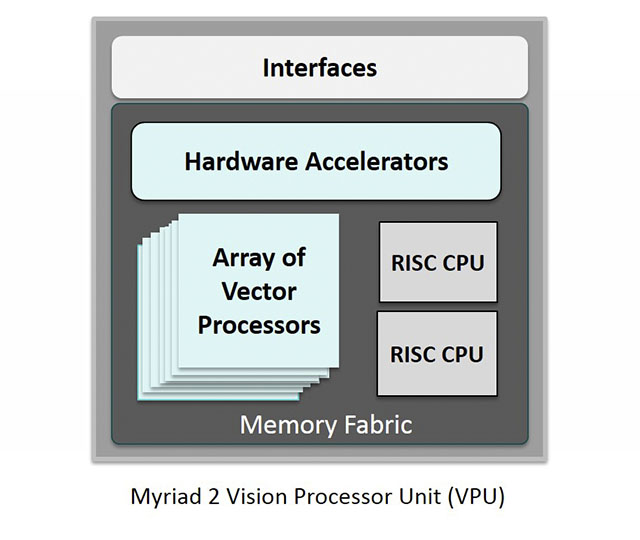 Interfaces
Hardware Accelerators
Array of
Vector
Processors
RISC CPU
RISC CPU
Memory Fabric
Myriad 2 Vision Processor Unit (VPU)